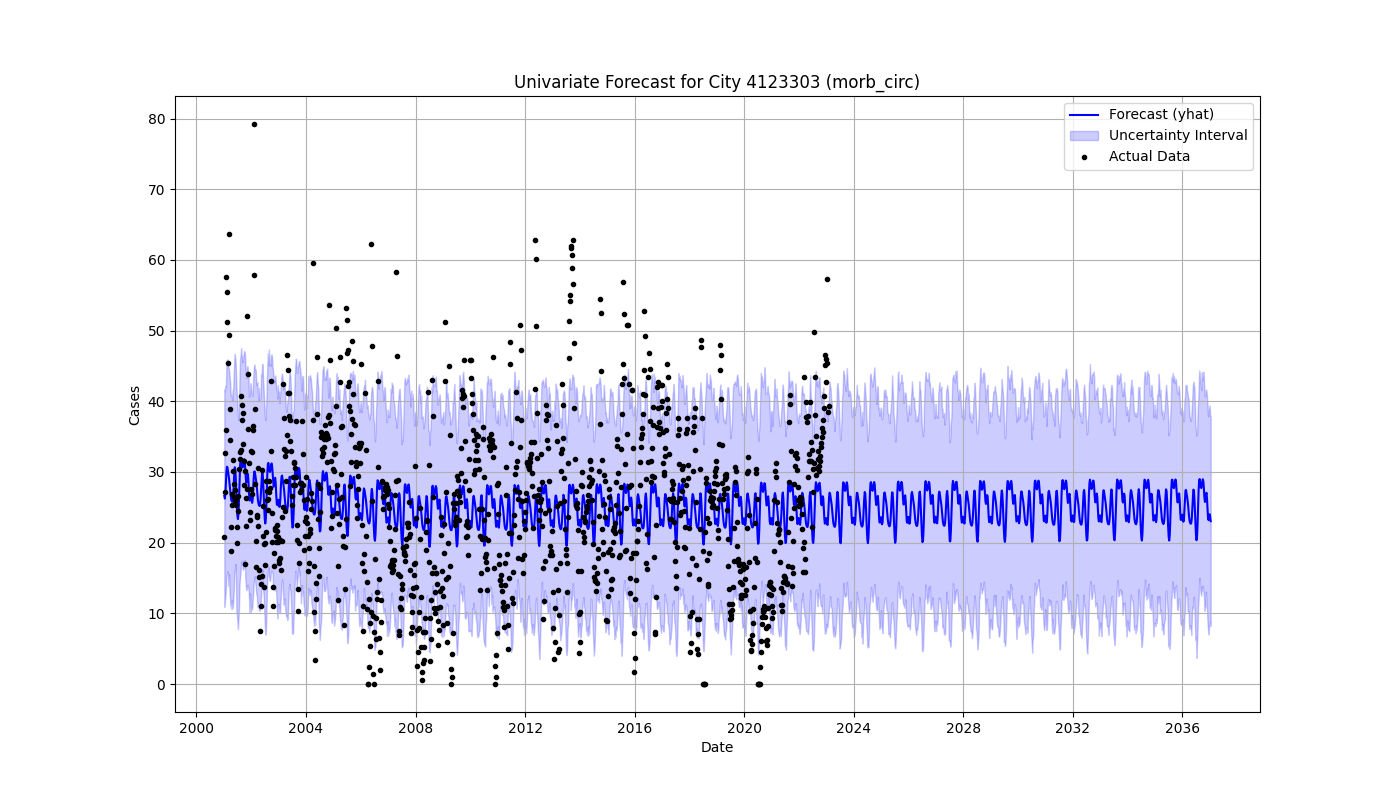 Univariate Forecast for City 4123303 (morb_circ)
Forecast (yhat)
Uncertainty Interval
Actual Data
Cases
80
70
60
50
40
30
20
10
0
2000 2004 2008 2012 2016 2020 2024 2028 2032 2036
Date